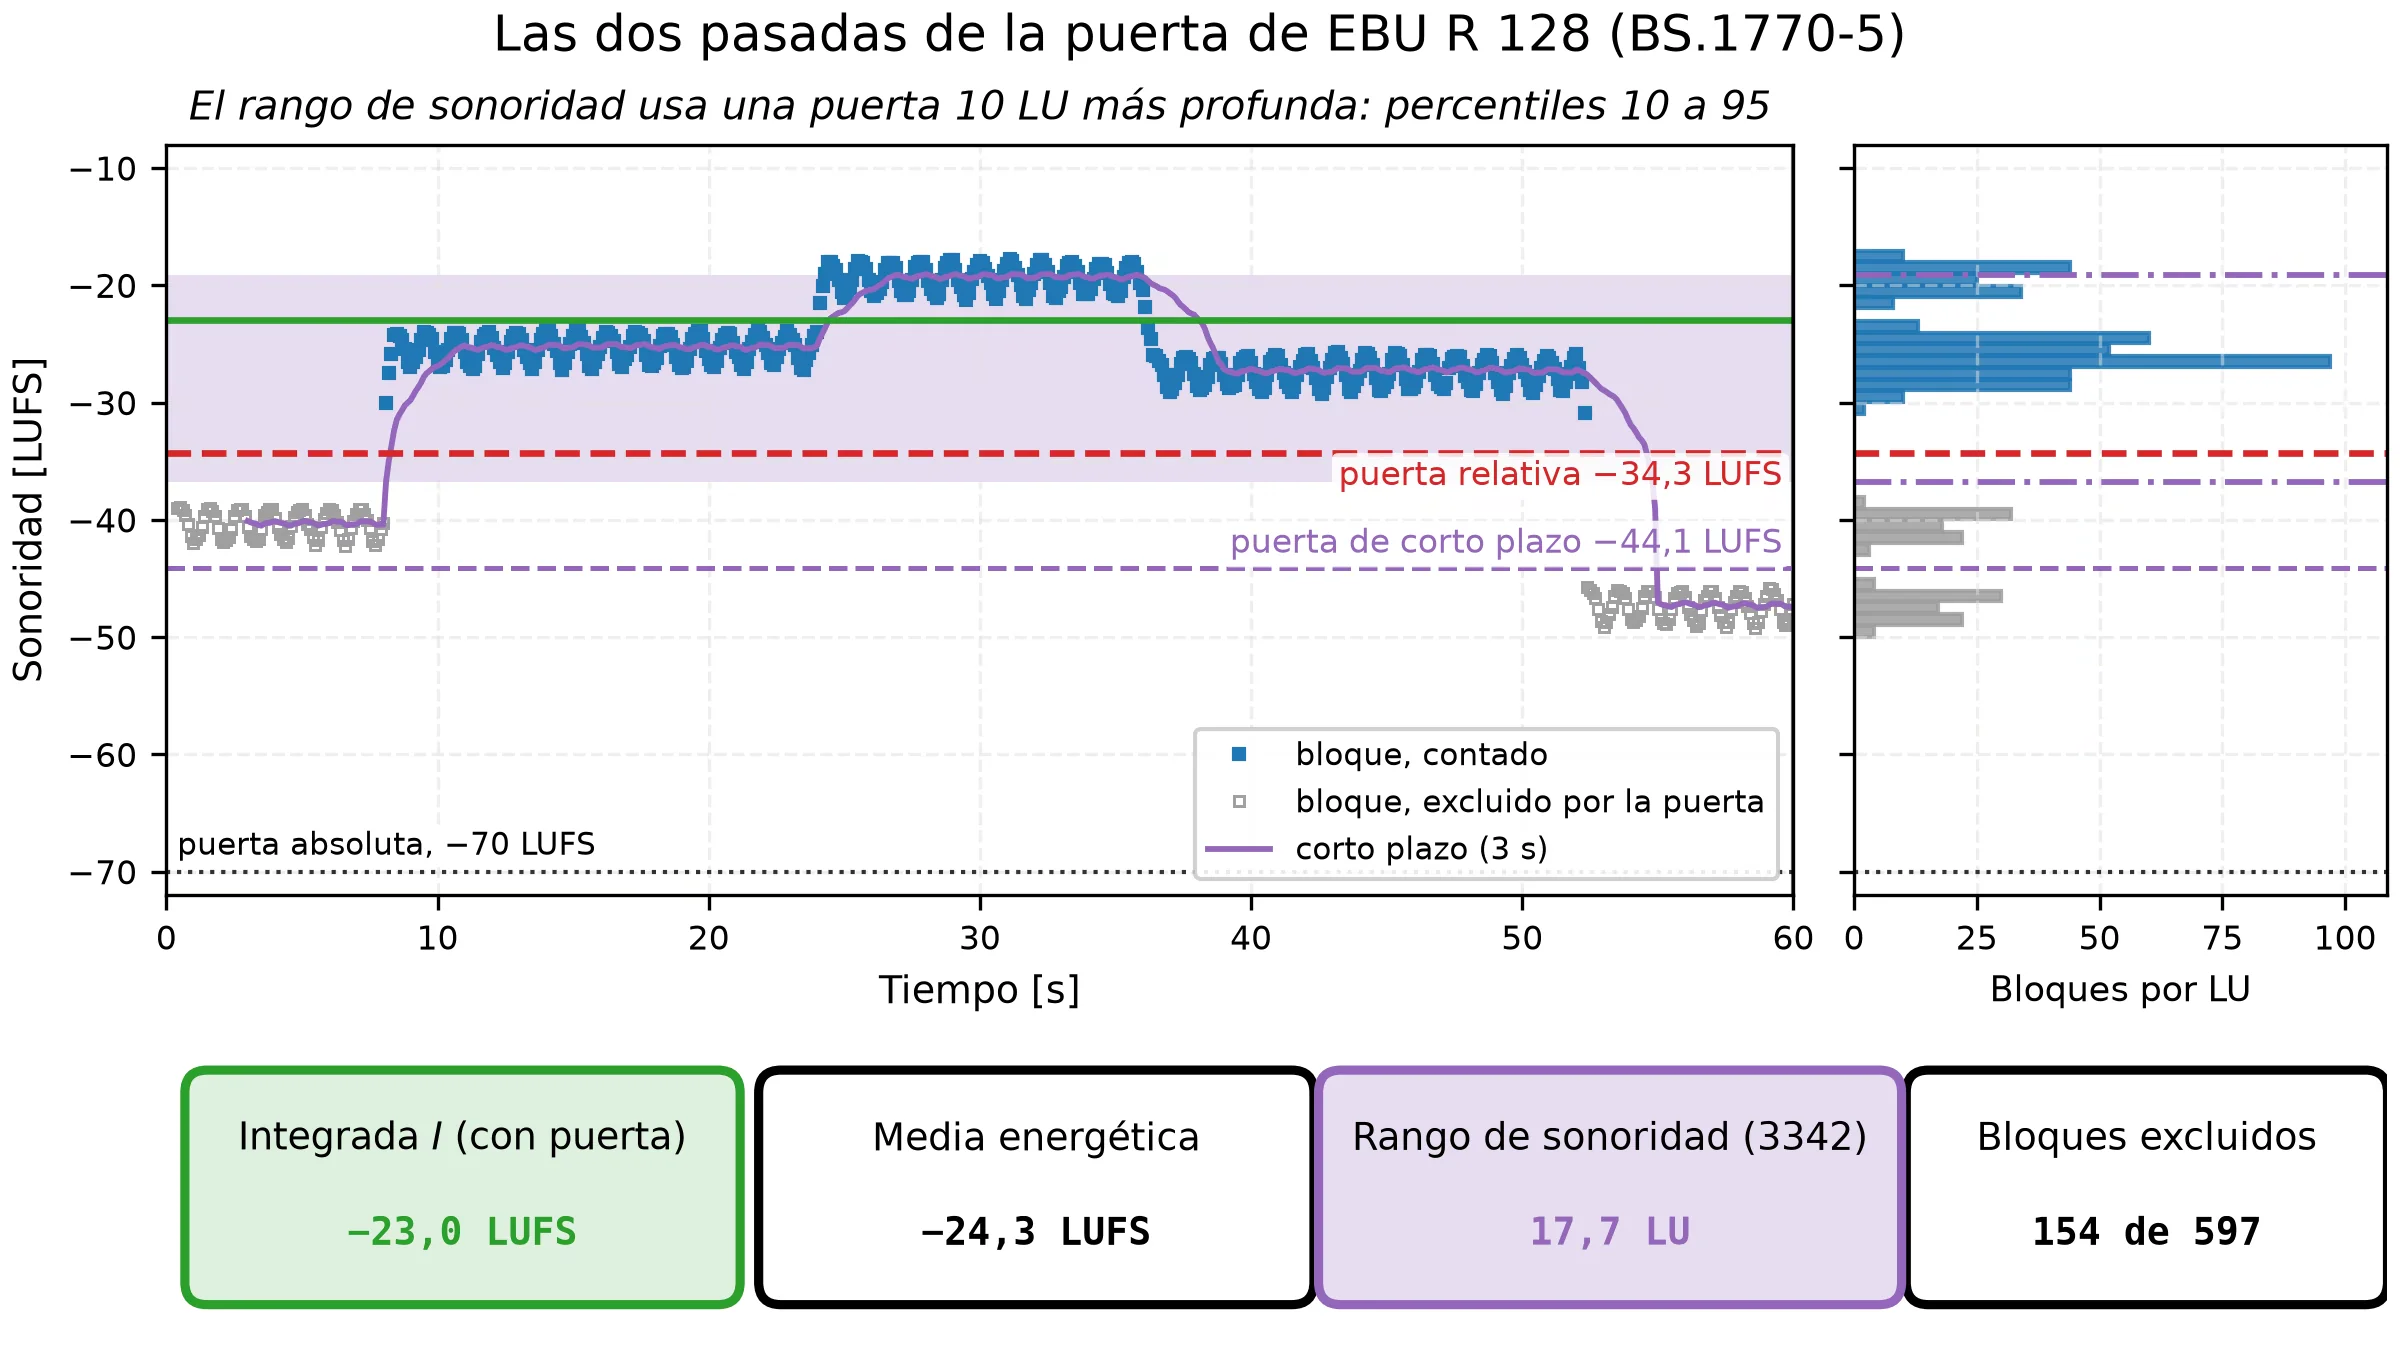 Las dos pasadas de la puerta de EBU R 128 (BS.1770-5)
El rango de sonoridad usa una puerta 10 LU más profunda: percentiles 10 a 95
Sonoridad [LUFS]
−10
−20
−30
−40
−50
−60
−70
puerta relativa −34,3 LUFS
puerta de corto plazo −44,1 LUFS
puerta absoluta, −70 LUFS
bloque, contado
bloque, excluido por la puerta
corto plazo (3 s)
0 10 20 30 40 50 60
Tiempo [s]
0 25 50 75 100
Bloques por LU
Integrada I (con puerta)
−23,0 LUFS
Media energética
−24,3 LUFS
Rango de sonoridad (3342)
17,7 LU
Bloques excluidos
154 de 597